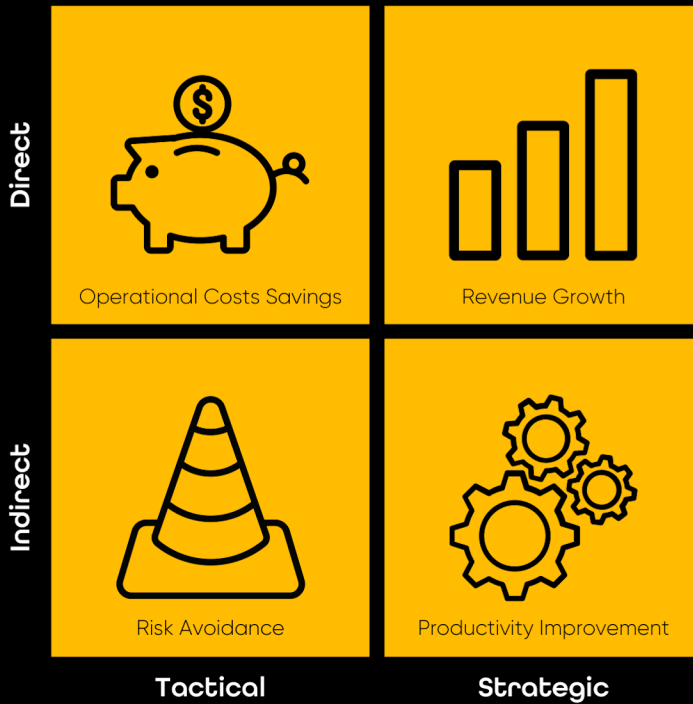 Direct
$
Operational Costs Savings
Revenue Growth
Indirect
Risk Avoidance
Productivity Improvement
Tactical
Strategic